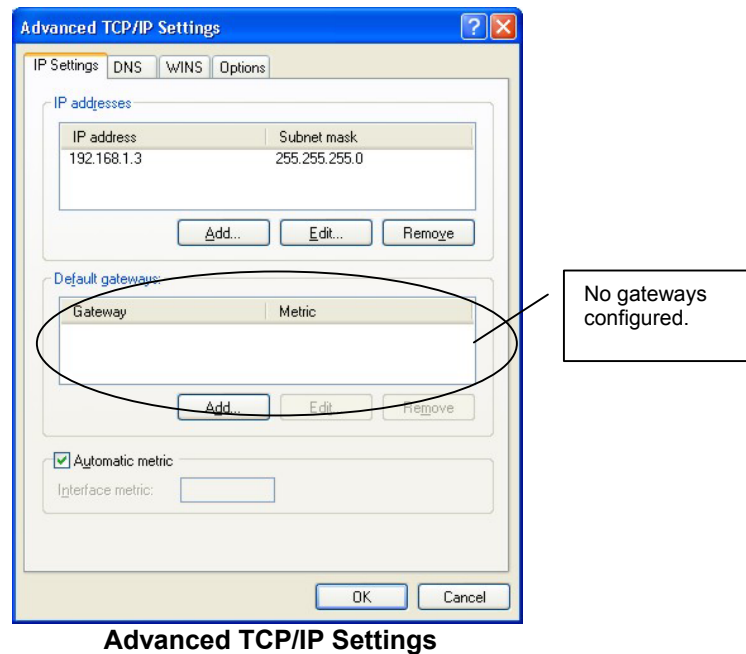 Advanced TCP/IP Settings
IP Settings DNS WINS Options
IP addresses
IP address Subnet mask
192.168.1.3 255.255.255.0
Add... Edit... Remove
Default gateways:
Gateway Metric
No gateways
configured.
Add... Edit Remove
Automatic metric
Interface metric:
OK Cancel
Advanced TCP/IP Settings